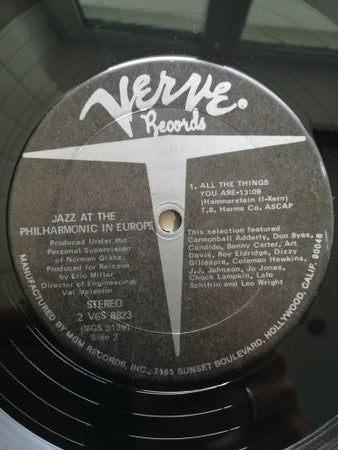 Verve.
Records
JAZZ AT THE
PHILHARMONIC IN EUROPE
Produced Under the
Personal Supervision
of Norman Granz
Produced for Reissue
by Eric Miller
Director of Engineering:
Val Valentin
STEREO
2 V6S 8823
(MGS 3139)
Side 2
1. ALL THE THINGS
YOU ARE•13:09
(Hammerstein II-Kern)
T.B. Harms Co. ASCAP
This selection featured
Cannonball Adderly, Don Byes,
Candido, Benny Carter, Art
Davis, Roy Eldridge, Dizzy
Gillespie, Coleman Hawkins,
J.J. Johnson, Jo Jones,
Chuck Lampkin, Lalo
Schifrin and Leo Wright
MANUFACTURED BY MGM RECORDS, INC., 7165 SUNSET BOULEVARD, HOLLYWOOD, CALIF. 90046